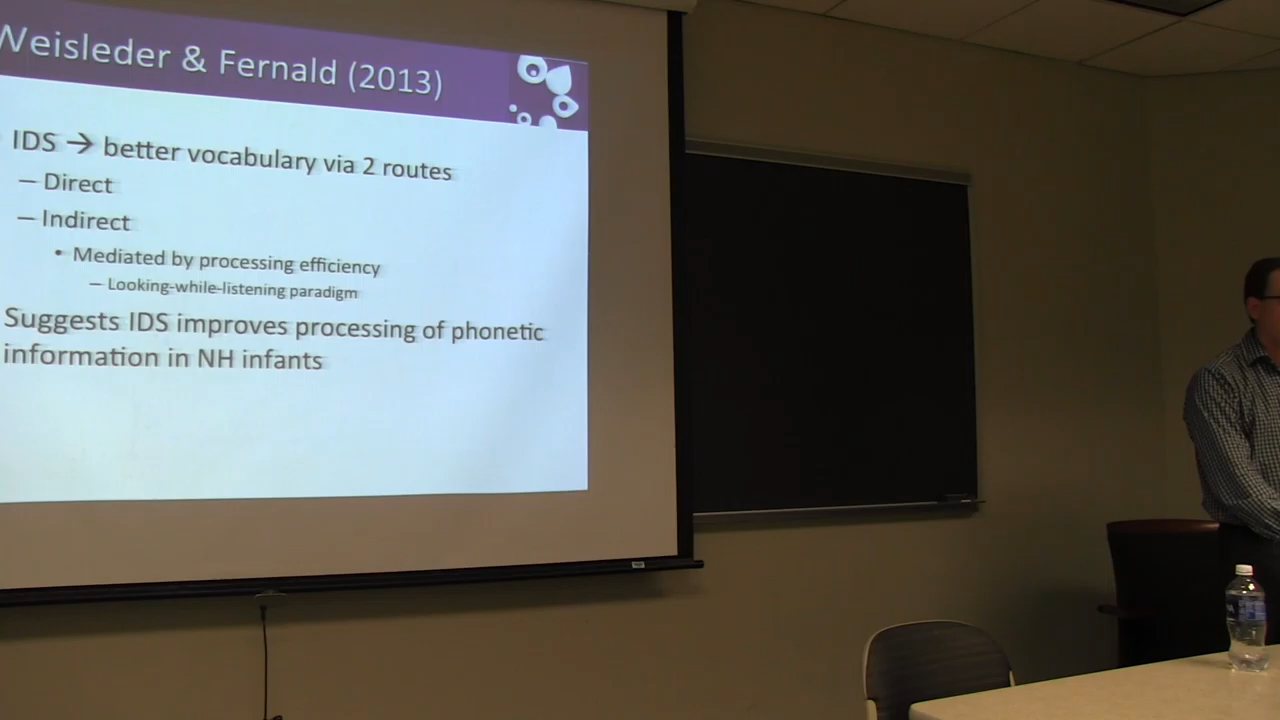 Weisleder & Fernald (2013)
IDS → better vocabulary via 2 routes
– Direct
– Indirect
• Mediated by processing efficiency
– Looking-while-listening paradigm
Suggests IDS improves processing of phonetic
information in NH infants